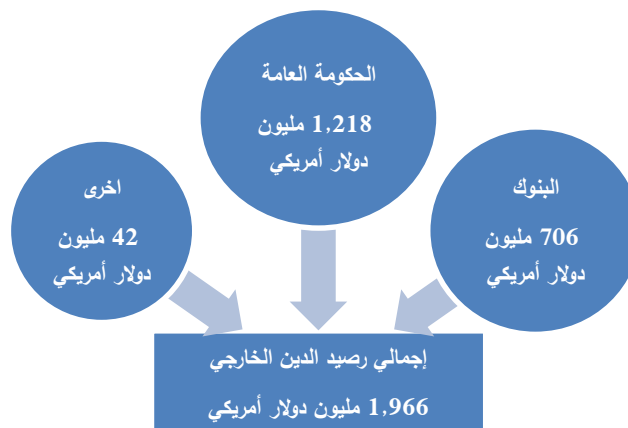 الحكومة العامة
1,218 مليون
دولار أمريكي
اخرى
42 مليون
دولار أمريكي
البنوك
706 مليون
دولار أمريكي
إجمالي رصيد الدين الخارجي
1,966 مليون دولار أمريكي